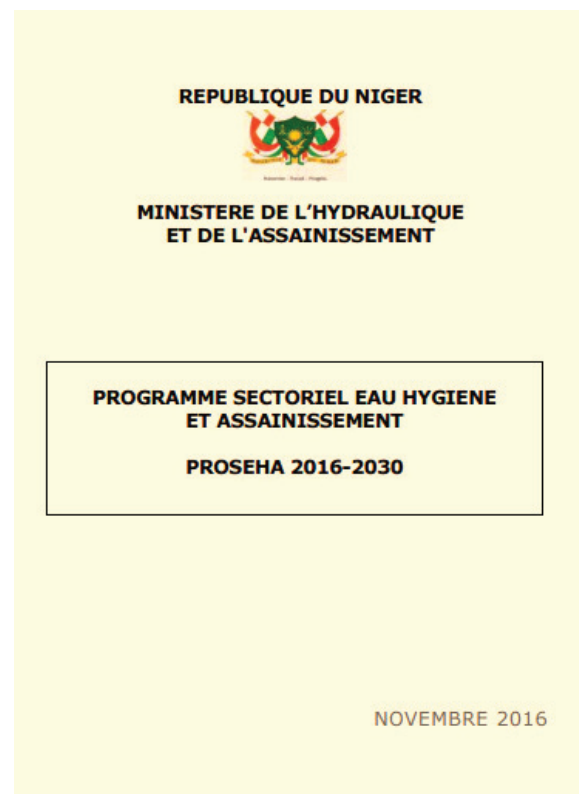 REPUBLIQUE DU NIGER
MINISTERE DE L'HYDRAULIQUE
ET DE L'ASSAINISSEMENT
PROGRAMME SECTORIEL EAU HYGIENE
ET ASSAINISSEMENT
PROSEHA 2016-2030
NOVEMBRE 2016